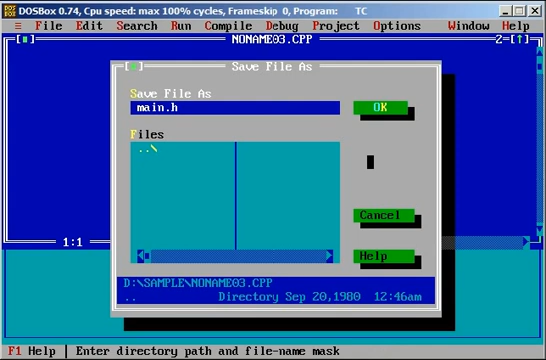 DOSBox 0.74, Cpu speed: max 100% cycles, Frameskip 0, Program: TC
≡ File Edit Search Run Compile Debug Project Options Window Help
NONAME03.CPP 2=[↑]
Save File As
Save File As
main.h
OK
Files
..\
Cancel
1:1
Help
D:\SAMPLE\NONAME03.CPP
.. Directory Sep 20,1980 12:46am
F1 Help | Enter directory path and file-name mask